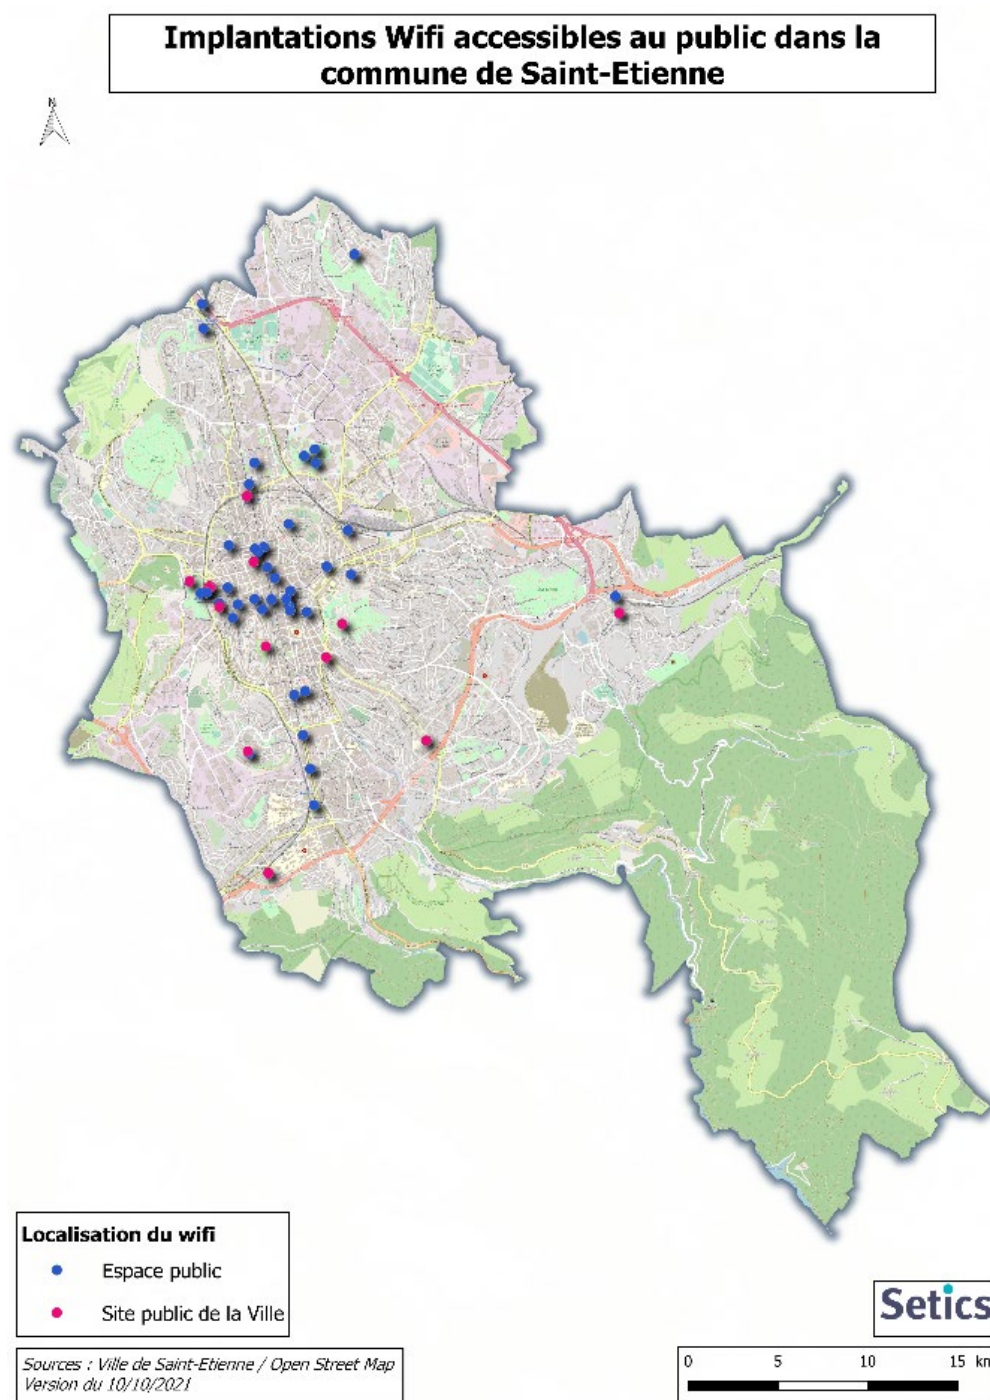 Implantations Wifi accessibles au public dans la
commune de Saint-Etienne
N
Localisation du wifi
Espace public
Site public de la Ville
Sources : Ville de Saint-Etienne / Open Street Map
Version du 10/10/2021
Setics
0 5 10 15 km